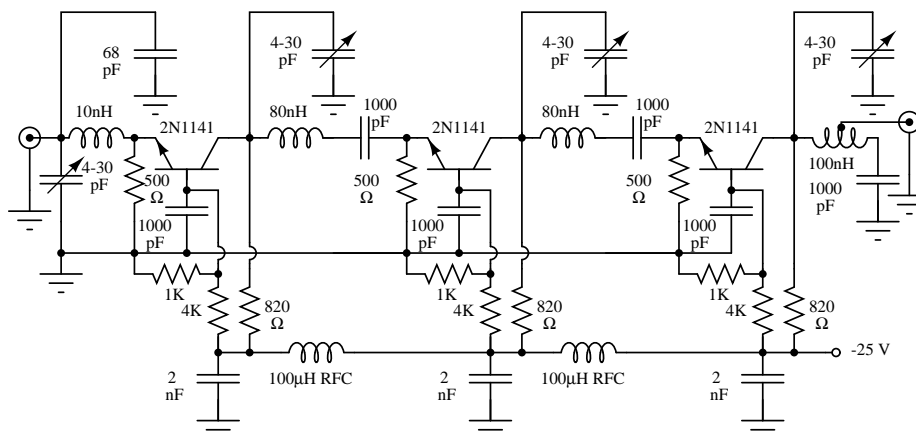 68
pF
4-30
pF
4-30
pF
4-30
pF
10nH
2N1141
80nH
1000
pF
2N1141
80nH
1000
pF
2N1141
100nH
4-30
pF
500
Ω
1000
pF
500
Ω
1000
pF
500
Ω
1000
pF
1000
pF
1K
4K
820
Ω
1K
4K
820
Ω
1K
4K
820
Ω
-25 V
2
nF
100μH RFC
2
nF
100μH RFC
2
nF